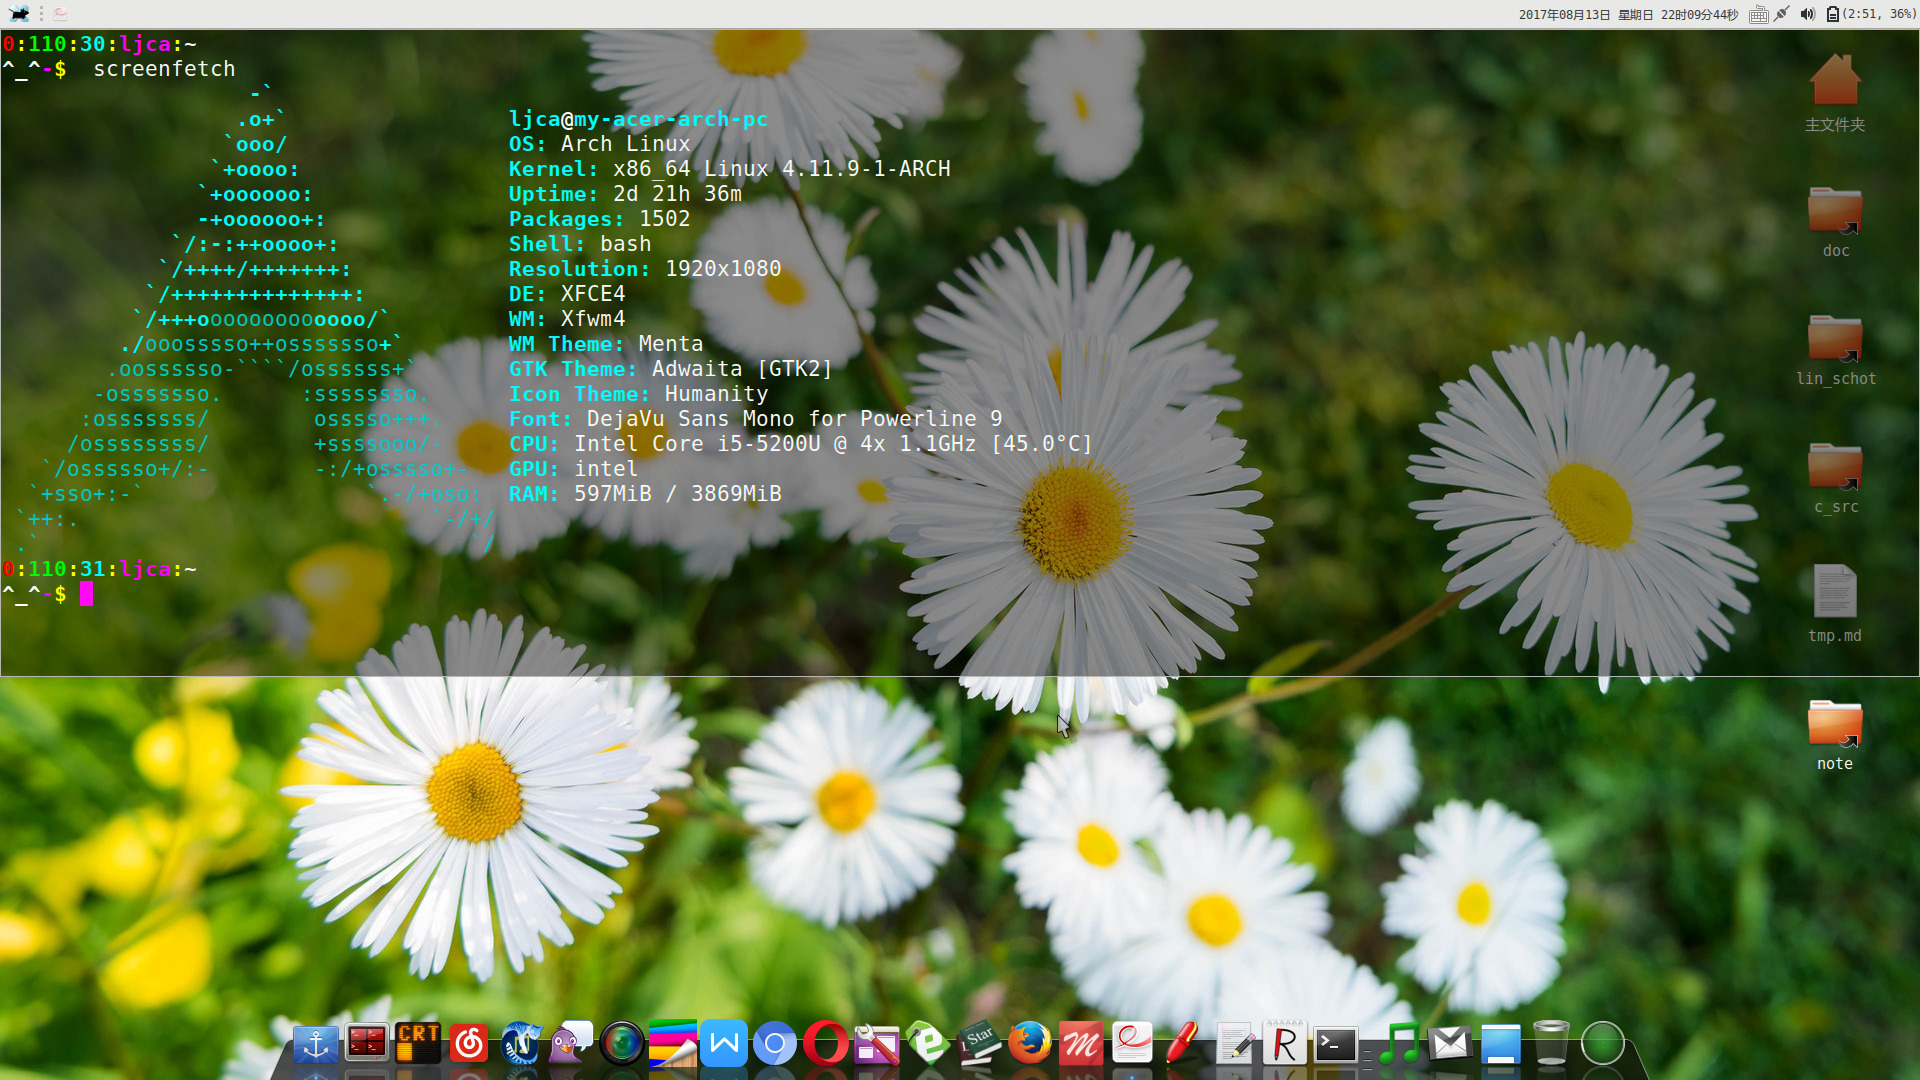 2017年08月13日 星期日 22时09分44秒 (2:51, 36%)
0:110:30:ljca:~
^_^-$ screenfetch
-`
.o+`
`ooo/
`+oooo:
`+oooooo:
-+oooooo+:
`/:-:++oooo+:
`/++++/+++++++:
`/++++++++++++++:
`/+++ooooooooooooo/`
./ooosssso++osssssso+`
.oossssso-````/ossssss+`
-osssssso. :ssssssso.
:osssssss/ osssso+++.
/ossssssss/ +ssssooo/-
`/ossssso+/:- -:/+osssso+-
`+sso+:-` `.-/+oso:
`++:. `-/+/
.` `/
ljca@my-acer-arch-pc
OS: Arch Linux
Kernel: x86_64 Linux 4.11.9-1-ARCH
Uptime: 2d 21h 36m
Packages: 1502
Shell: bash
Resolution: 1920x1080
DE: XFCE4
WM: Xfwm4
WM Theme: Menta
GTK Theme: Adwaita [GTK2]
Icon Theme: Humanity
Font: DejaVu Sans Mono for Powerline 9
CPU: Intel Core i5-5200U @ 4x 1.1GHz [45.0°C]
GPU: intel
RAM: 597MiB / 3869MiB
0:110:31:ljca:~
^_^-$
主文件夹
doc
lin_schot
c_src
tmp.md
note
CRT
Star
R